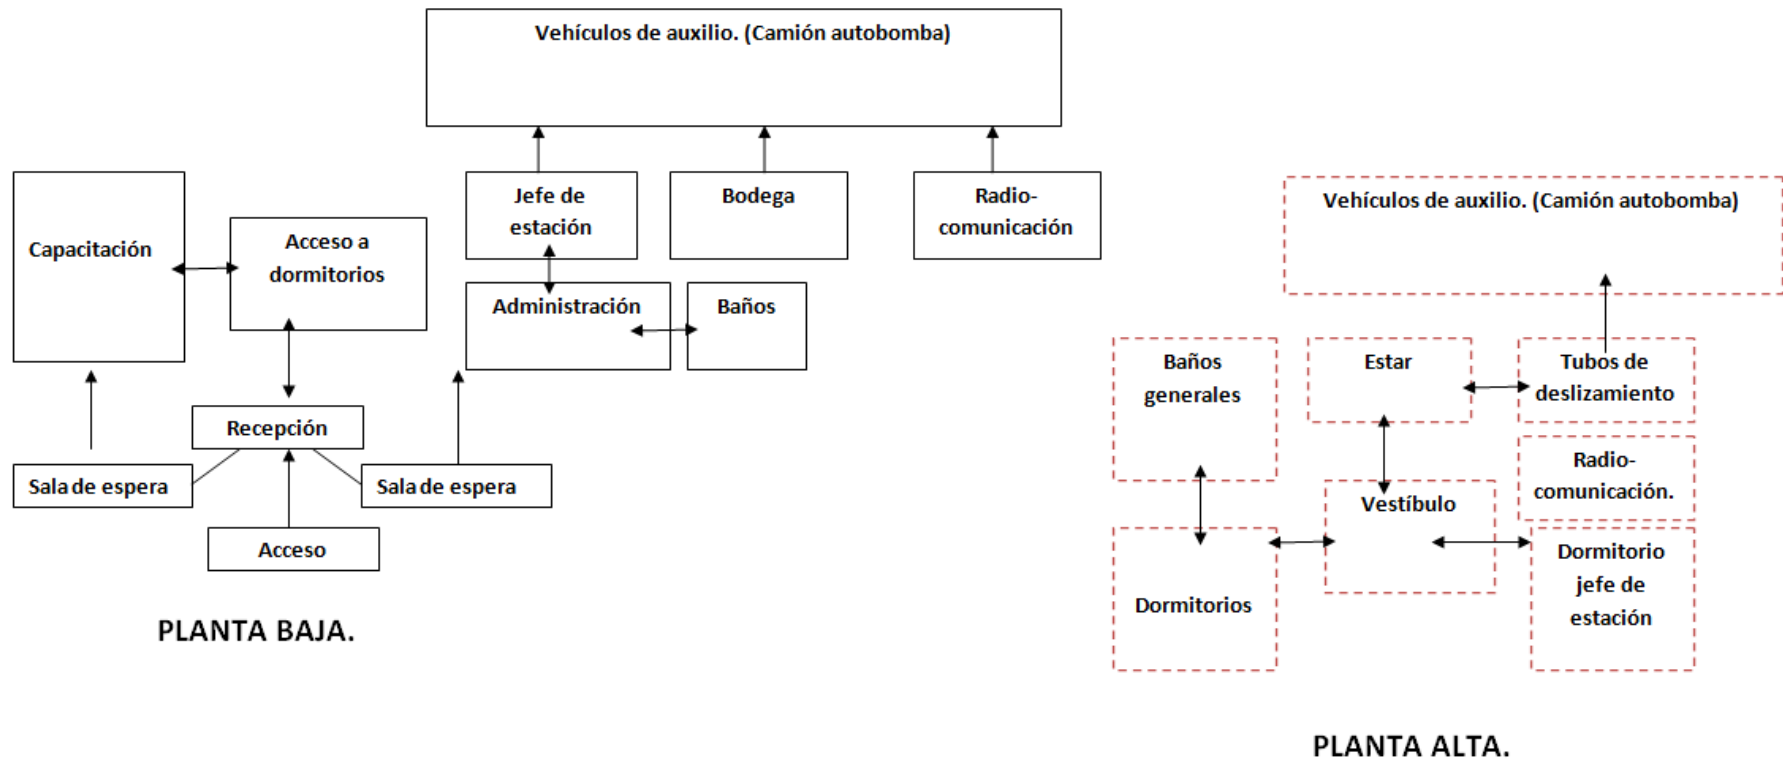 Vehículos de auxilio. (Camión autobomba)
Jefe de
estación
Bodega
Radio-
comunicación
Capacitación
Acceso a
dormitorios
Administración
Baños
Recepción
Sala de espera
Sala de espera
Acceso
PLANTA BAJA.
Vehículos de auxilio. (Camión autobomba)
Baños
generales
Estar
Tubos de
deslizamiento
Radio-
comunicación.
Vestíbulo
Dormitorios
Dormitorio
jefe de
estación
PLANTA ALTA.